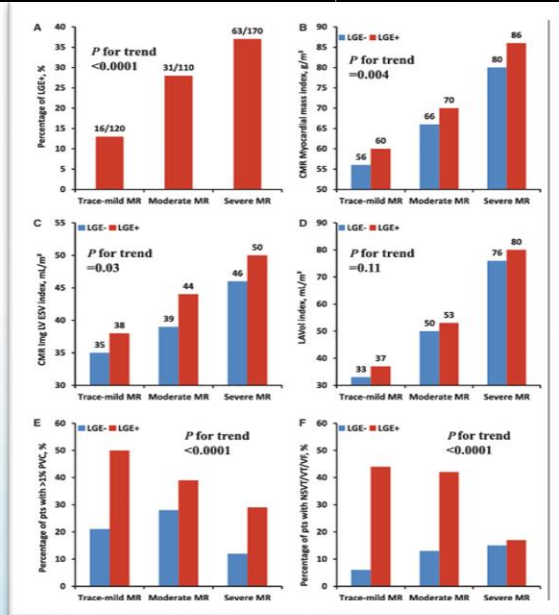 A
63/170
P for trend
<0.0001
31/110
16/120
Percentage of LGE+, %
40
35
30
25
20
15
10
5
0
Trace-mild MR Moderate MR Severe MR
B
LGE- LGE+
86
P for trend
=0.004
80
70
66
60
56
CMR Myocardial mass index, g/m²
90
85
80
75
70
65
60
55
50
Trace-mild MR Moderate MR Severe MR
C
LGE- LGE+
50
P for trend
=0.03
46
44
39
38
35
CMR Img LV ESV index, mL/m²
55
50
45
40
35
30
Trace-mild MR Moderate MR Severe MR
D
LGE- LGE+
80
76
P for trend
=0.11
53
50
37
33
LAVol index, mL/m²
90
80
70
60
50
40
30
Trace-mild MR Moderate MR Severe MR
E
LGE- LGE+
P for trend
<0.0001
Percentage of pts with >1% PVC, %
60
50
40
30
20
10
0
Trace-mild MR Moderate MR Severe MR
F
LGE- LGE+
P for trend
<0.0001
Percentage of pts with NSVT/VT/VF, %
60
50
40
30
20
10
0
Trace-mild MR Moderate MR Severe MR